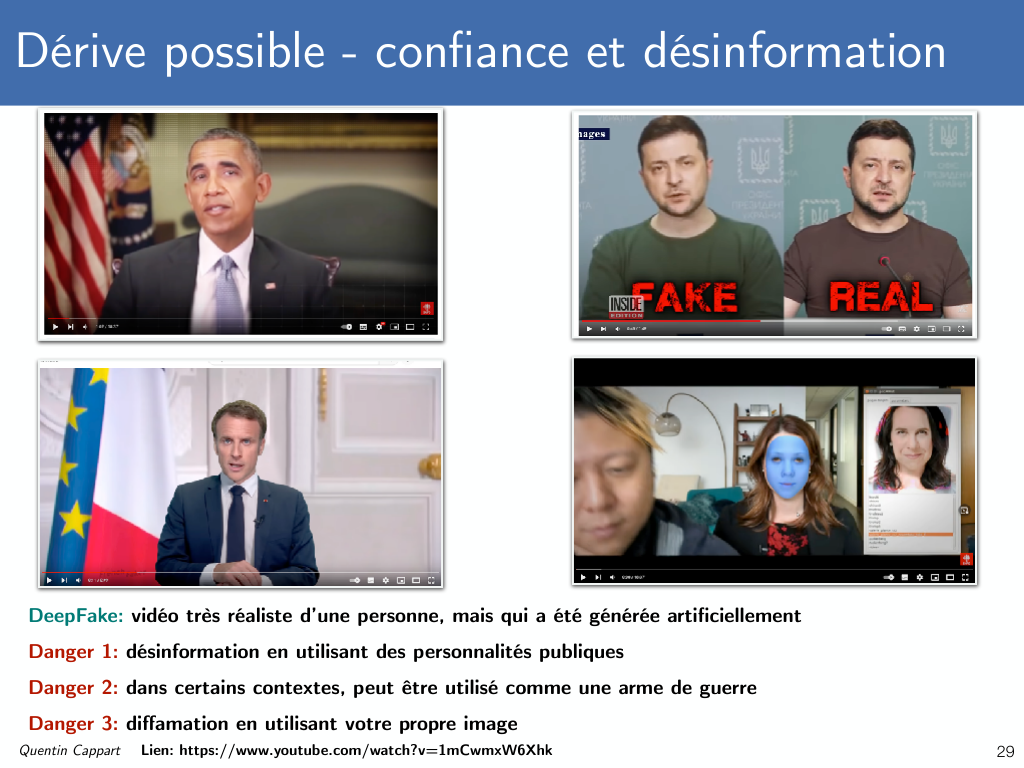 Dérive possible - confiance et désinformation
ages
FAKE
REAL
INSIDE
EDITION
DeepFake: vidéo très réaliste d'une personne, mais qui a été générée artificiellement
Danger 1: désinformation en utilisant des personnalités publiques
Danger 2: dans certains contextes, peut être utilisé comme une arme de guerre
Danger 3: diffamation en utilisant votre propre image
Quentin Cappart Lien: https://www.youtube.com/watch?v=1mCwmxW6Xhk 29